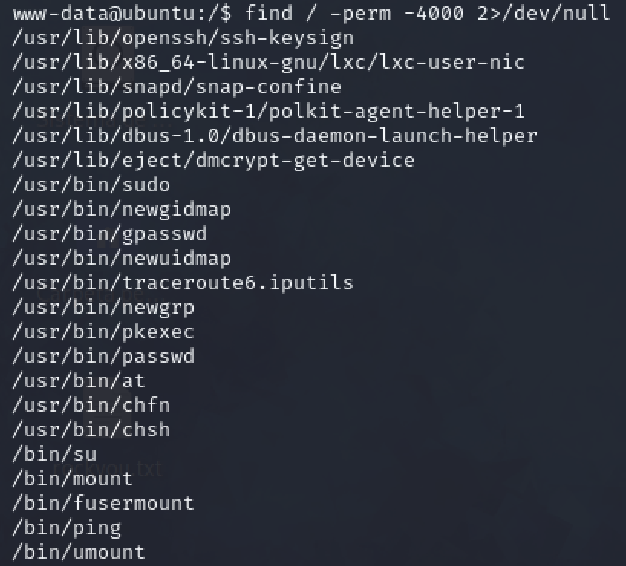 www-data@ubuntu:/$ find / -perm -4000 2>/dev/null
/usr/lib/openssh/ssh-keysign
/usr/lib/x86_64-linux-gnu/lxc/lxc-user-nic
/usr/lib/snapd/snap-confine
/usr/lib/policykit-1/polkit-agent-helper-1
/usr/lib/dbus-1.0/dbus-daemon-launch-helper
/usr/lib/eject/dmcrypt-get-device
/usr/bin/sudo
/usr/bin/newgidmap
/usr/bin/gpasswd
/usr/bin/newuidmap
/usr/bin/traceroute6.iputils
/usr/bin/newgrp
/usr/bin/pkexec
/usr/bin/passwd
/usr/bin/at
/usr/bin/chfn
/usr/bin/chsh
/bin/su
rockyou.txt
/bin/mount
/bin/fusermount
/bin/ping
/bin/umount